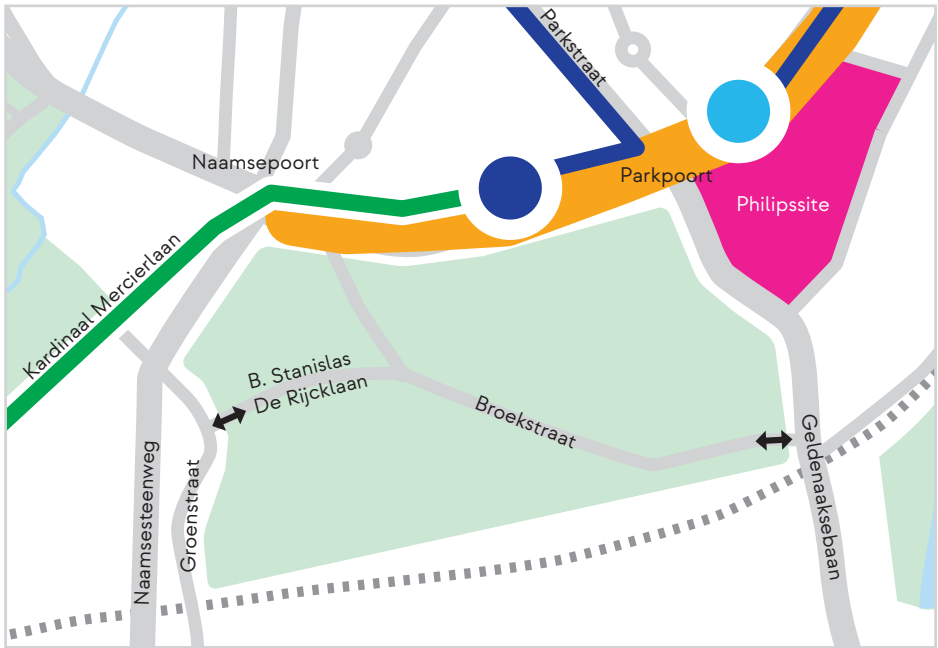 Parkstraat
Naamsepoort
Parkpoort
Philipssite
Kardinaal Mercierlaan
B. Stanislas
De Rijcklaan
Broekstraat
Naamsesteenweg
Groenstraat
Geldenaaksebaan